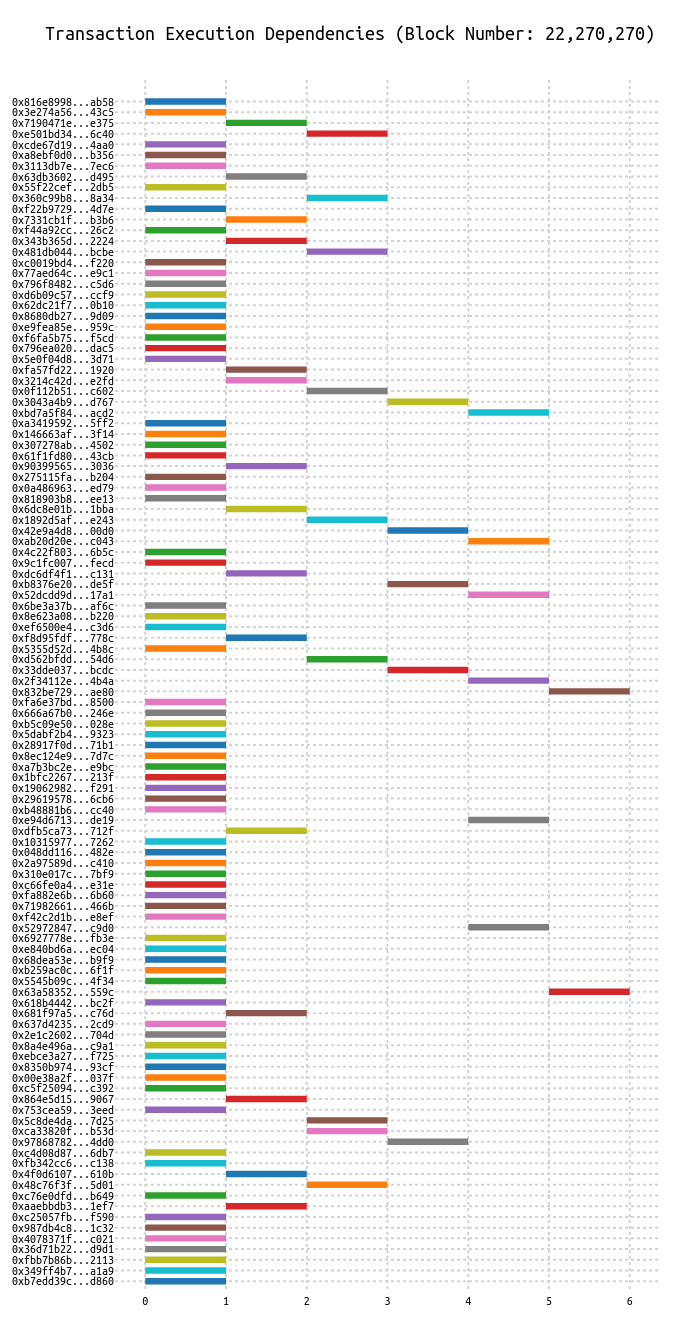 Transaction Execution Dependencies (Block Number: 22,270,270)
0x816e8998...ab58
0x3e274a56...43c5
0x7190471e...e375
0xe501bd34...6c40
0xcde67d19...4aa0
0xa8ebf0d0...b356
0x3113db7e...7ec6
0x63db3602...d495
0x55f22cef...2db5
0x360c99b8...8a34
0xf22b9729...4d7e
0x7331cb1f...b3b6
0xf44a92cc...26c2
0x343b365d...2224
0x481db044...bcbe
0xc0019bd4...f220
0x77aed64c...e9c1
0x796f8482...c5d6
0xd6b09c57...ccf9
0x62dc21f7...0b10
0x8680db27...9d09
0xe9fea85e...959c
0xf6fa5b75...f5cd
0x796ea020...dac5
0x5e0f04d8...3d71
0xfa57fd22...1920
0x3214c42d...e2fd
0x0f112b51...c602
0x3043a4b9...d767
0xbd7a5f84...acd2
0xa3419592...5ff2
0x146663af...3f14
0x307278ab...4502
0x61f1fd80...43cb
0x90399565...3036
0x275115fa...b204
0x0a486963...ed79
0x818903b8...ee13
0x6dc8e01b...1bba
0x1892d5af...e243
0x42e9a4d8...00d0
0xab20d20e...c043
0x4c22f803...6b5c
0x9c1fc007...fecd
0xdc6df4f1...c131
0xb8376e20...de5f
0x52dcdd9d...17a1
0x6be3a37b...af6c
0x8e623a08...b220
0xef6500e4...c3d6
0xf8d95fdf...778c
0x5355d52d...4b8c
0xd562bfdd...54d6
0x33dde037...bcdc
0x2f34112e...4b4a
0x832be729...ae80
0xfa6e37bd...8500
0x666a67b0...246e
0xb5c09e50...028e
0x5dabf2b4...9323
0x28917f0d...71b1
0x8ec124e9...7d7c
0xa7b3bc2e...e9bc
0x1bfc2267...213f
0x19062982...f291
0x29619578...6cb6
0xb48881b6...cc40
0xe94d6713...de19
0xdfb5ca73...712f
0x10315977...7262
0x048dd116...482e
0x2a97589d...c410
0x310e017c...7bf9
0xc66fe0a4...e31e
0xfa882e6b...6b60
0x71982661...466b
0xf42c2d1b...e8ef
0x52972847...c9d0
0x6927778e...fb3e
0xe840bd6a...ec04
0x68dea53e...b9f9
0xb259ac0c...6f1f
0x5545b09c...4f34
0x63a58352...559c
0x618b4442...bc2f
0x681f97a5...c76d
0x637d4235...2cd9
0x2e1c2602...704d
0x8a4e496a...c9a1
0xebce3a27...f725
0x8350b974...93cf
0x00e38a2f...037f
0xc5f25094...c392
0x864e5d15...9067
0x753cea59...3eed
0x5c8de4da...7d25
0xca33820f...b53d
0x97868782...4dd0
0xc4d08d87...6db7
0xfb342cc6...c138
0x4f0d6107...610b
0x48c76f3f...5d01
0xc76e0dfd...b649
0xaaebbdb3...1ef7
0xc25057fb...f590
0x987db4c8...1c32
0x4078371f...c021
0x36d71b22...d9d1
0xfbb7b86b...2113
0x349ff4b7...a1a9
0xb7edd39c...d860
0 1 2 3 4 5 6